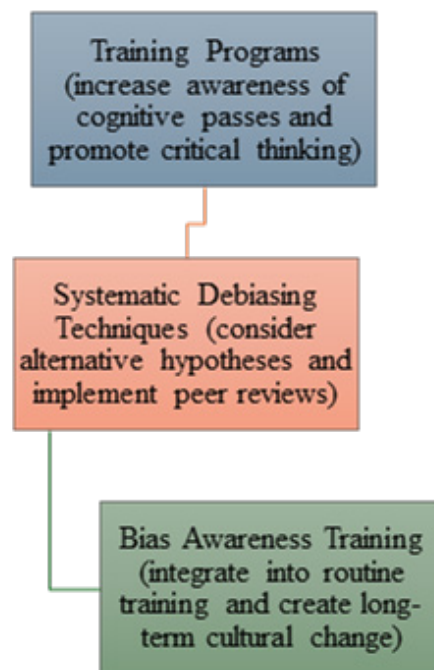 Training Programs
(increase awareness of
cognitive passes and
promote critical thinking)
Systematic Debiasing
Techniques (consider
alternative hypotheses and
implement peer reviews)
Bias Awareness Training
(integrate into routine
training and create long-
term cultural change)